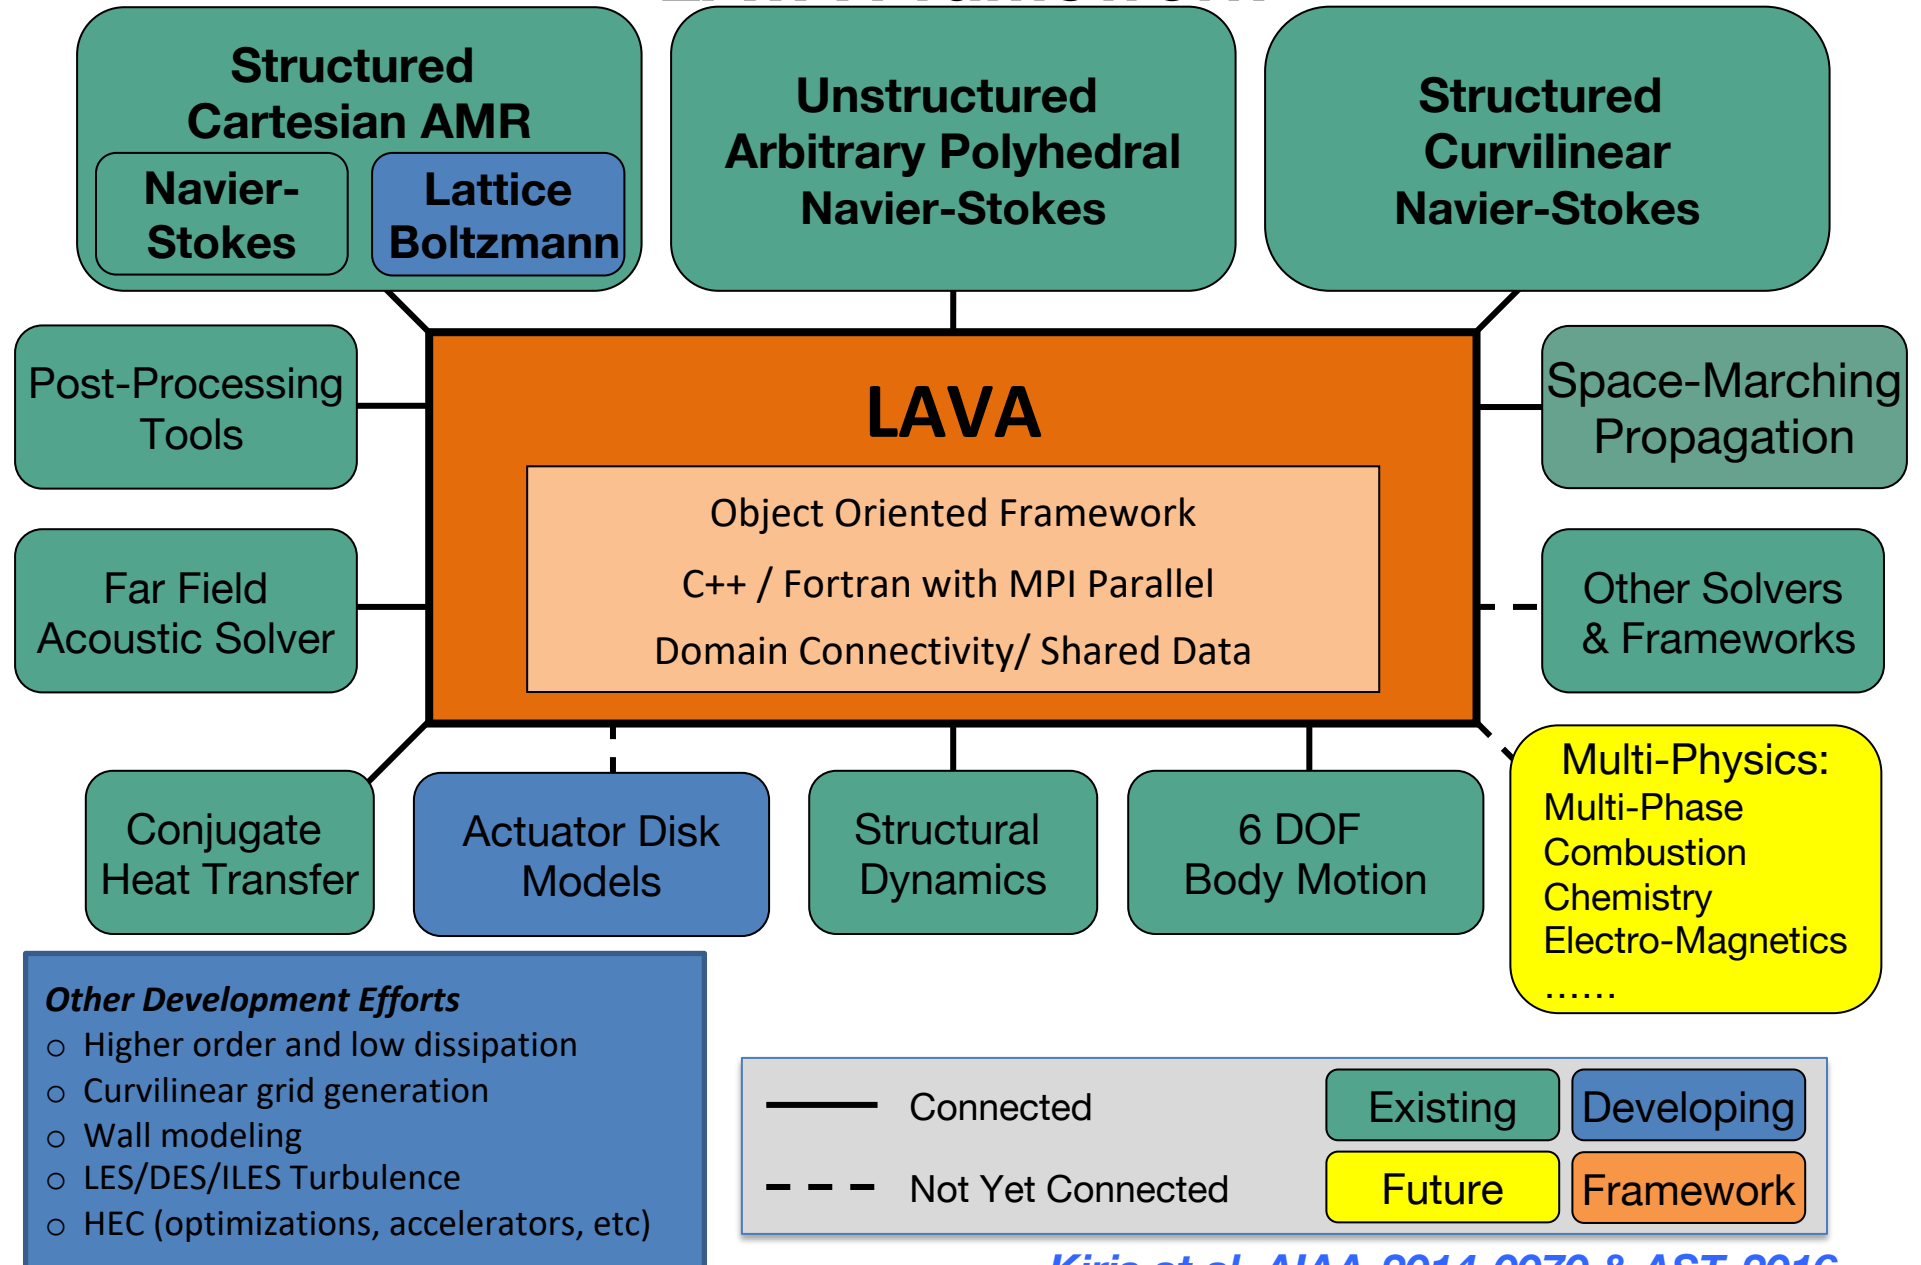 Structured
Cartesian AMR
Navier-
Stokes
Lattice
Boltzmann
Unstructured
Arbitrary Polyhedral
Navier-Stokes
Structured
Curvilinear
Navier-Stokes
Post-Processing
Tools
LAVA
Object Oriented Framework
C++ / Fortran with MPI Parallel
Domain Connectivity/ Shared Data
Space-Marching
Propagation
Far Field
Acoustic Solver
Other Solvers
& Frameworks
Conjugate
Heat Transfer
Actuator Disk
Models
Structural
Dynamics
6 DOF
Body Motion
Multi-Physics:
Multi-Phase
Combustion
Chemistry
Electro-Magnetics
......
Other Development Efforts
o Higher order and low dissipation
o Curvilinear grid generation
o Wall modeling
o LES/DES/ILES Turbulence
o HEC (optimizations, accelerators, etc)
Connected
Not Yet Connected
Existing
Developing
Future
Framework